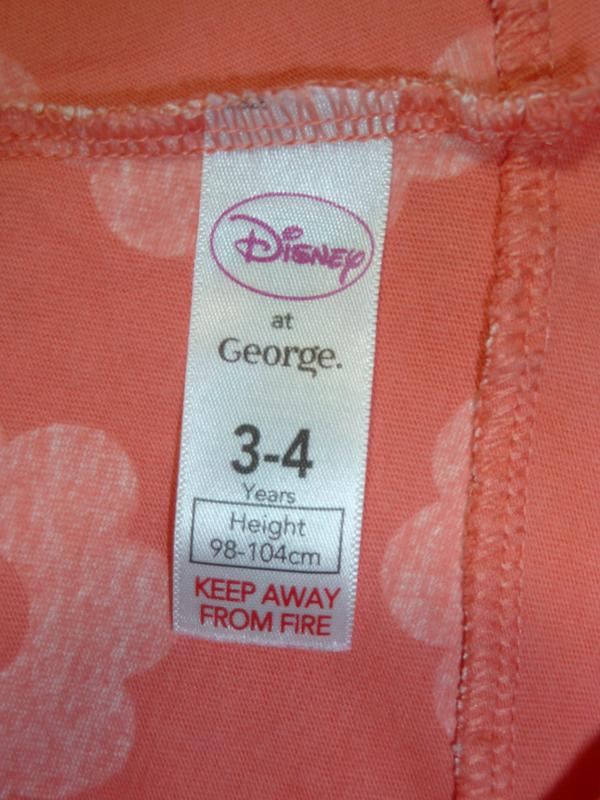 Disney
at
George.
3-4
Years
Height
98-104cm
KEEP AWAY
FROM FIRE